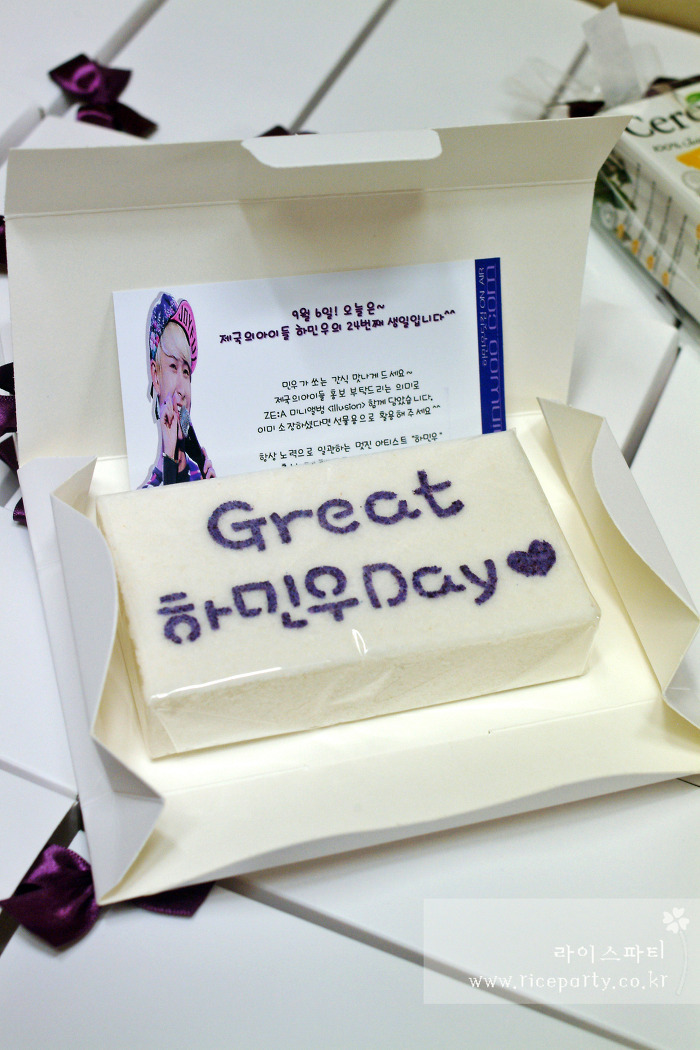 Cere
100%
9월 6일! 오늘은~
제국의아이들 하민우의 24번째 생일입니다^^
민우가 쏘는 간식 맛나게 드세요~
제국의아이들 홍보 부탁드리는 의미로
ZE:A 미니앨범 <Illusion> 함께 담았습니다.
이미 소장하셨다면 선물용으로 활용해 주세요^^
항상 노력으로 일관하는 멋진 아티스트 "하민우"
Great
하민우Day♥
라이스파티
www.riceparty.co.kr